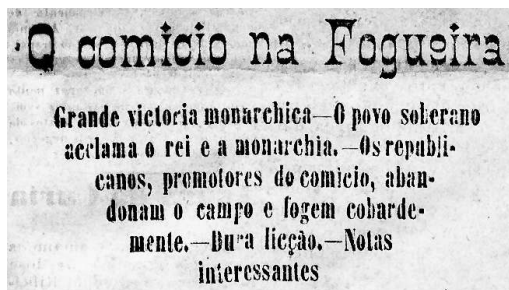 O comicio na Fogueira
Grande victoria monarchica—O povo soberano
acclama o rei e a monarchia.—Os republi-
canos, promotores do comicio, aban-
donam o campo e fogem cobarde-
mente.—Dura licção.—Notas
interessantes